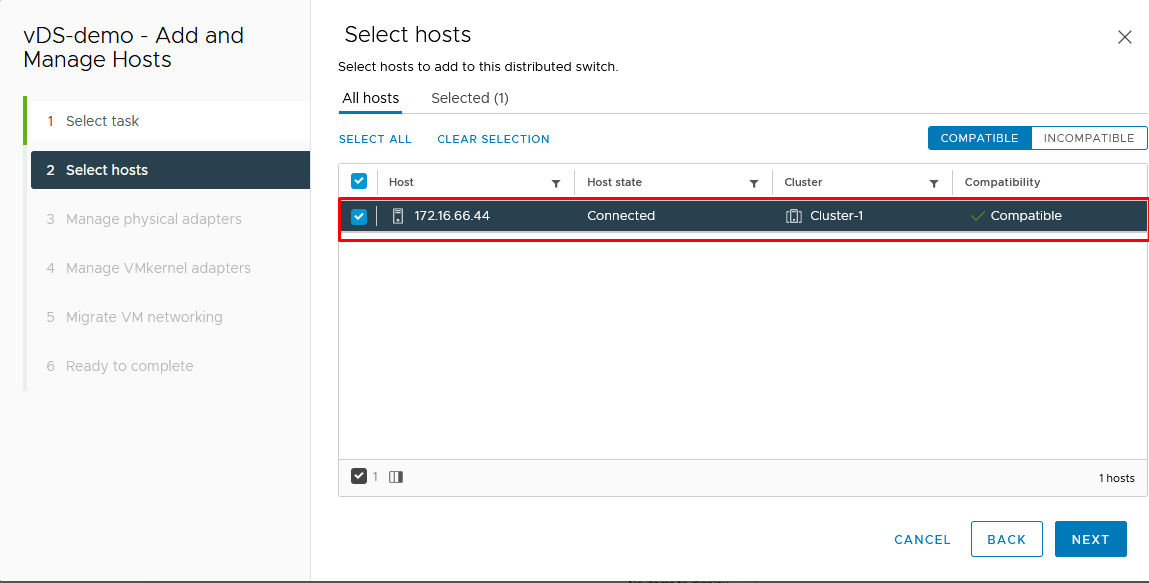 vDS-demo - Add and
Manage Hosts
1 Select task
2 Select hosts
3 Manage physical adapters
4 Manage VMkernel adapters
5 Migrate VM networking
6 Ready to complete
Select hosts
Select hosts to add to this distributed switch.
All hosts Selected (1)
SELECT ALL CLEAR SELECTION COMPATIBLE INCOMPATIBLE
Host Host state Cluster Compatibility
172.16.66.44 Connected Cluster-1 Compatible
1 1 hosts
CANCEL BACK NEXT